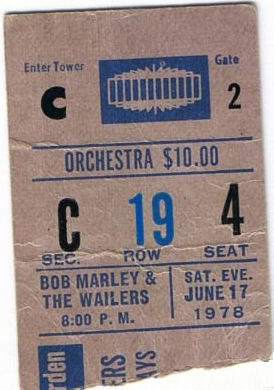 Enter Tower Gate
C 2
ORCHESTRA $10.00
C 19 4
SEC. ROW SEAT
BOB MARLEY & SAT. EVE.
THE WAILERS JUNE 17
8:00 P. M. 1978
rden
ERS
YS